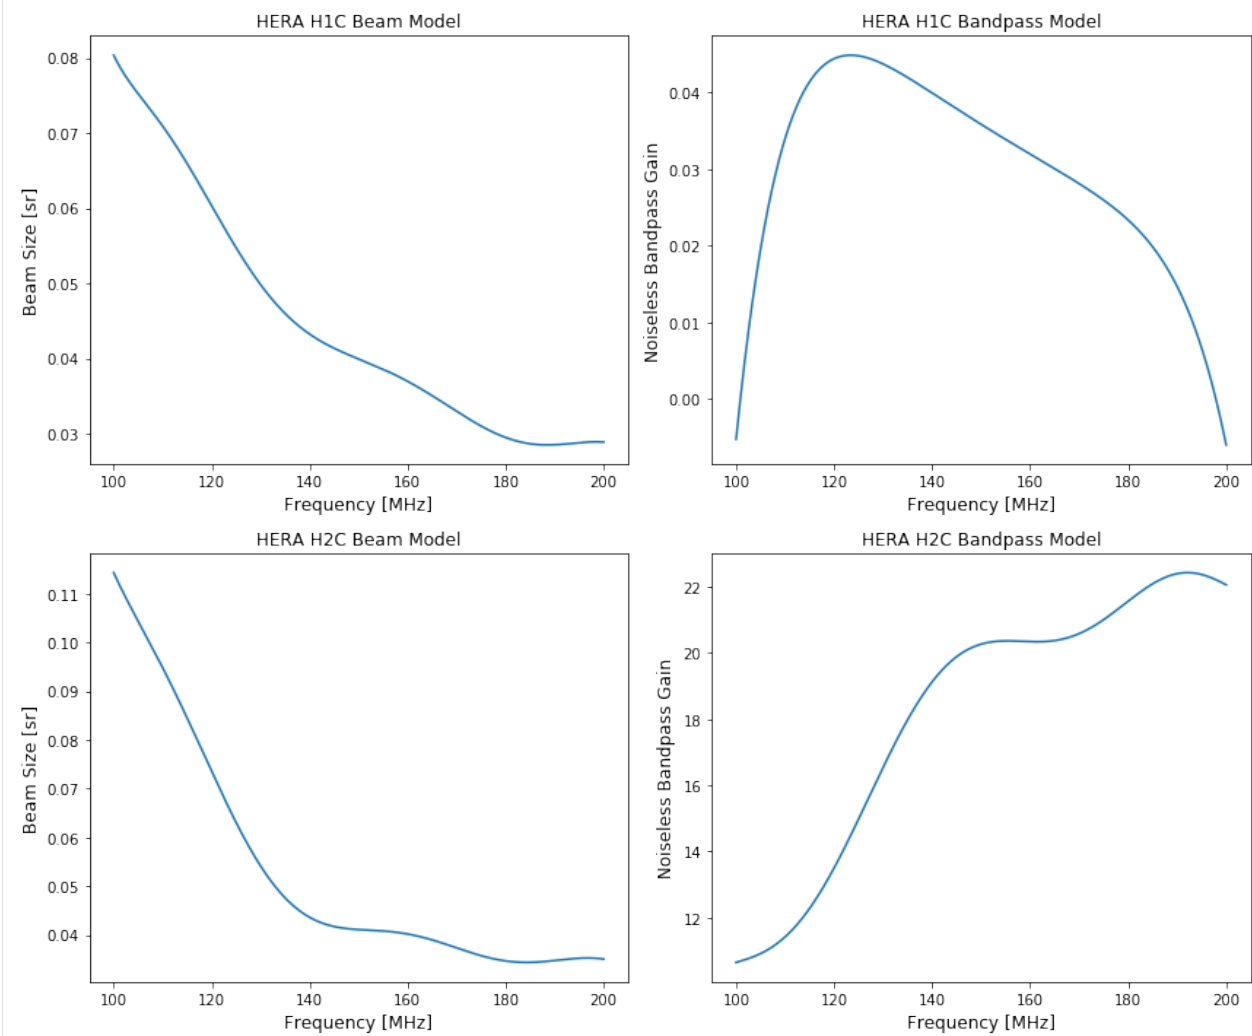 HERA H1C Beam Model
Beam Size [sr]
0.08
0.07
0.06
0.05
0.04
0.03
100 120 140 160 180 200
Frequency [MHz]
HERA H1C Bandpass Model
Noiseless Bandpass Gain
0.04
0.03
0.02
0.01
0.00
100 120 140 160 180 200
Frequency [MHz]
HERA H2C Beam Model
Beam Size [sr]
0.11
0.10
0.09
0.08
0.07
0.06
0.05
0.04
100 120 140 160 180 200
Frequency [MHz]
HERA H2C Bandpass Model
Noiseless Bandpass Gain
22
20
18
16
14
12
100 120 140 160 180 200
Frequency [MHz]